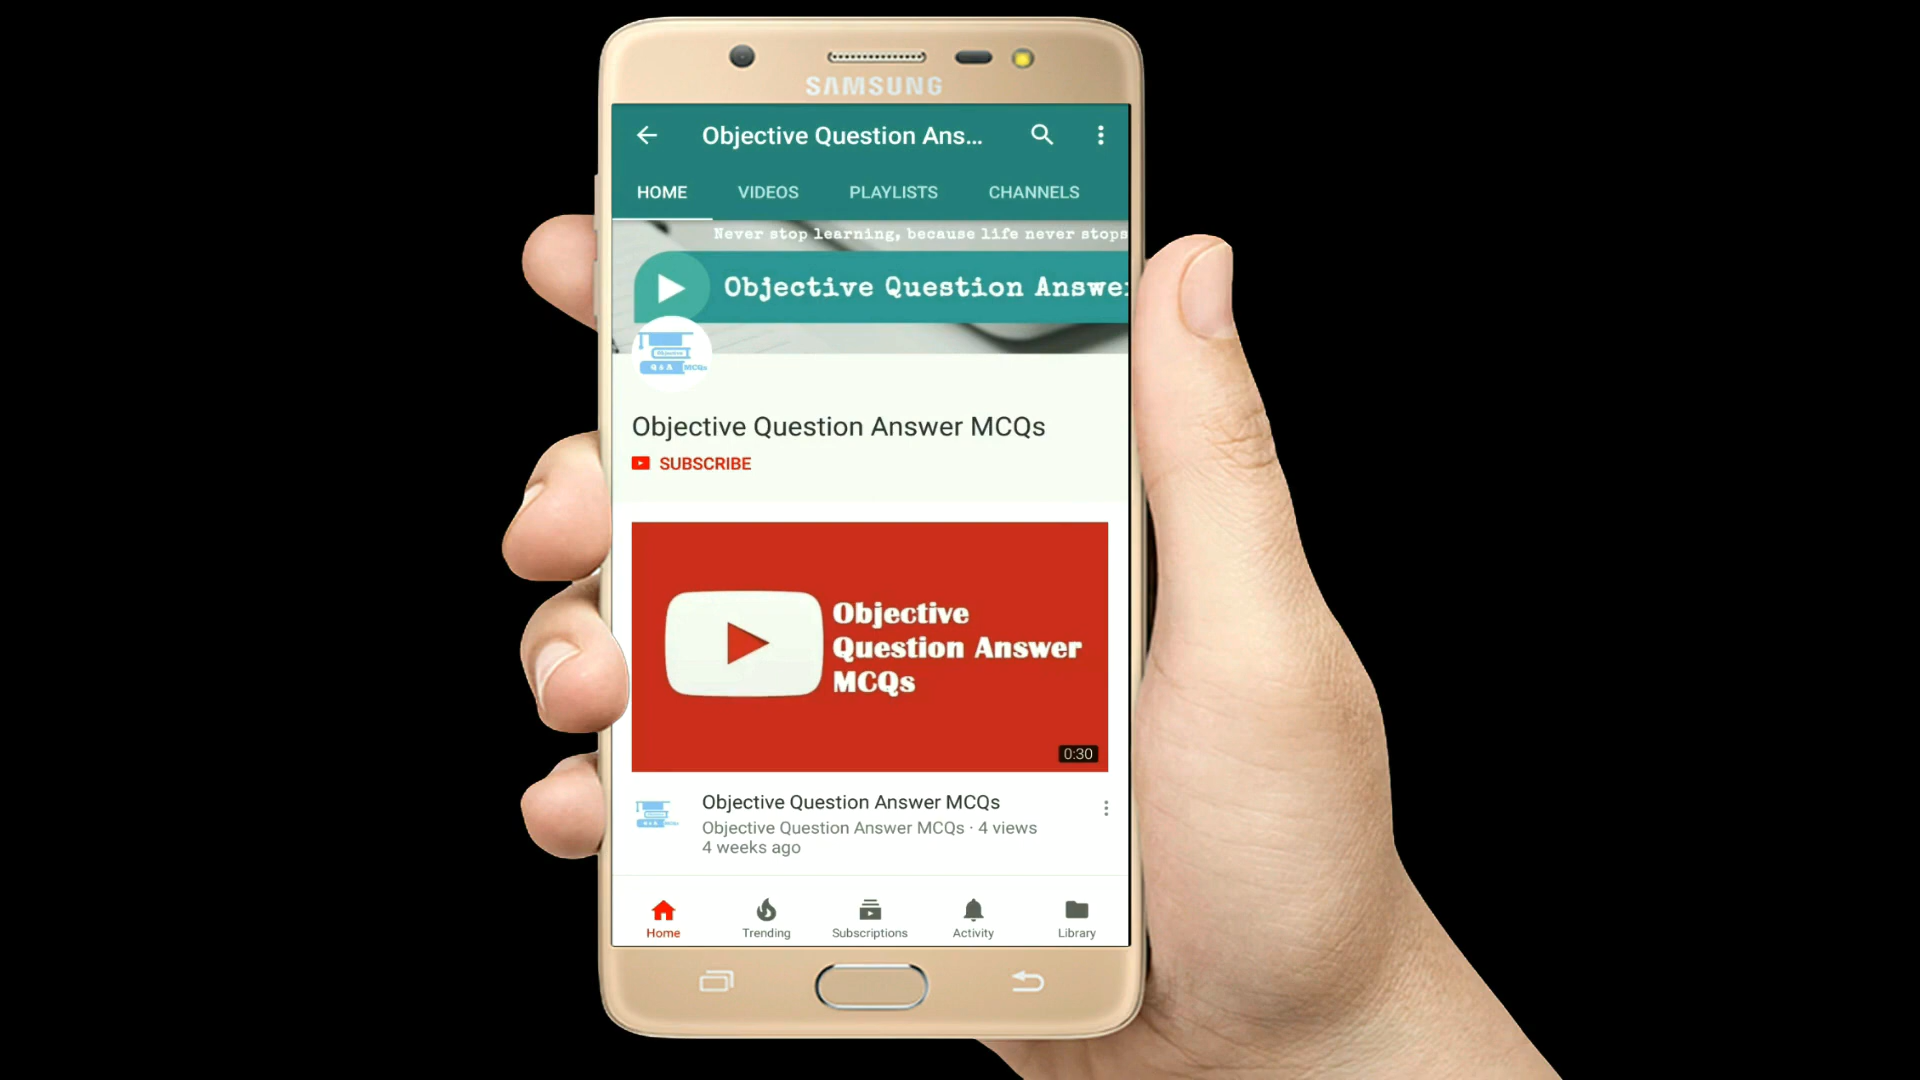 SAMSUNG
Objective Question Ans...
HOME VIDEOS PLAYLISTS CHANNELS
Never stop learning, because life never stops
Objective Question Answe
Objective
Q & A MCQs
Objective Question Answer MCQs
SUBSCRIBE
Objective
Question Answer
MCQs
0:30
Objective Question Answer MCQs
Objective Question Answer MCQs · 4 views
4 weeks ago
Home Trending Subscriptions Activity Library